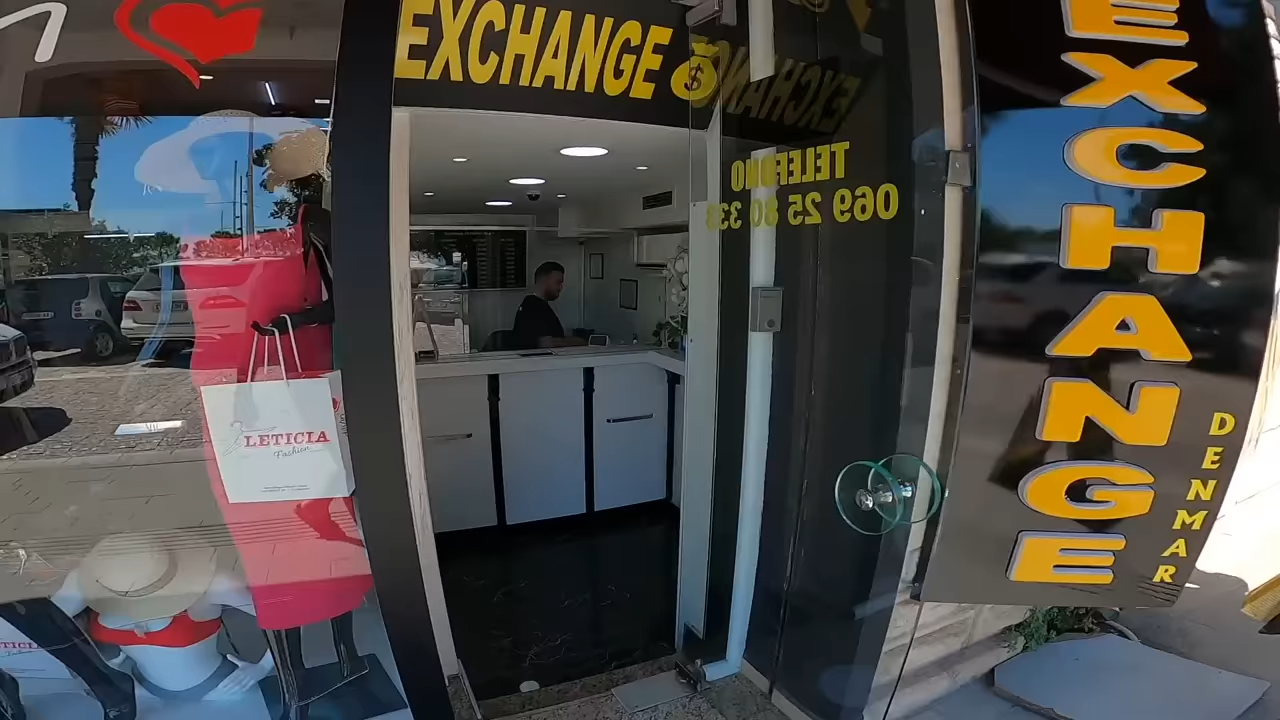 EXCHANGE
$
TELEFONO
069 25 80 33
LETICIA
Fashion
EXCHANGE
DENMAR